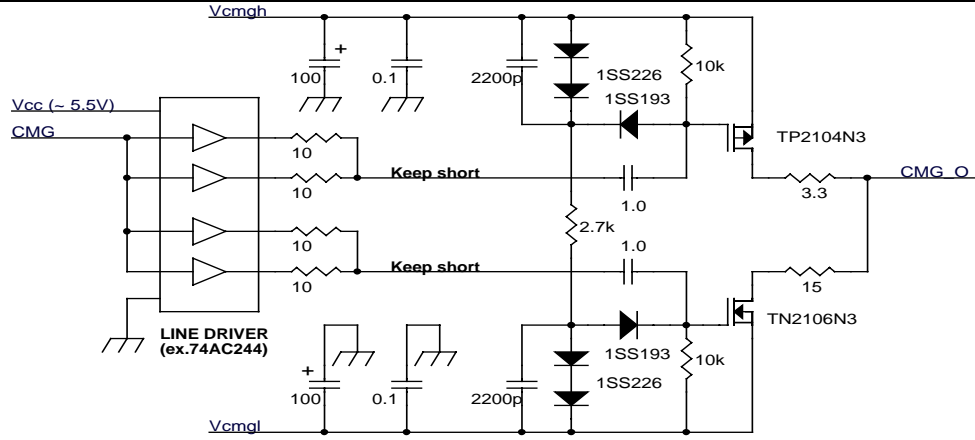 Vcmgh
+
100
0.1
2200p
1SS226
1SS193
10k
TP2104N3
Vcc (~ 5.5V)
CMG
10
10
Keep short
1.0
3.3
CMG_O
2.7k
1.0
10
10
Keep short
15
TN2106N3
LINE DRIVER
(ex.74AC244)
1SS193
10k
1SS226
+
100
0.1
2200p
Vcmgl